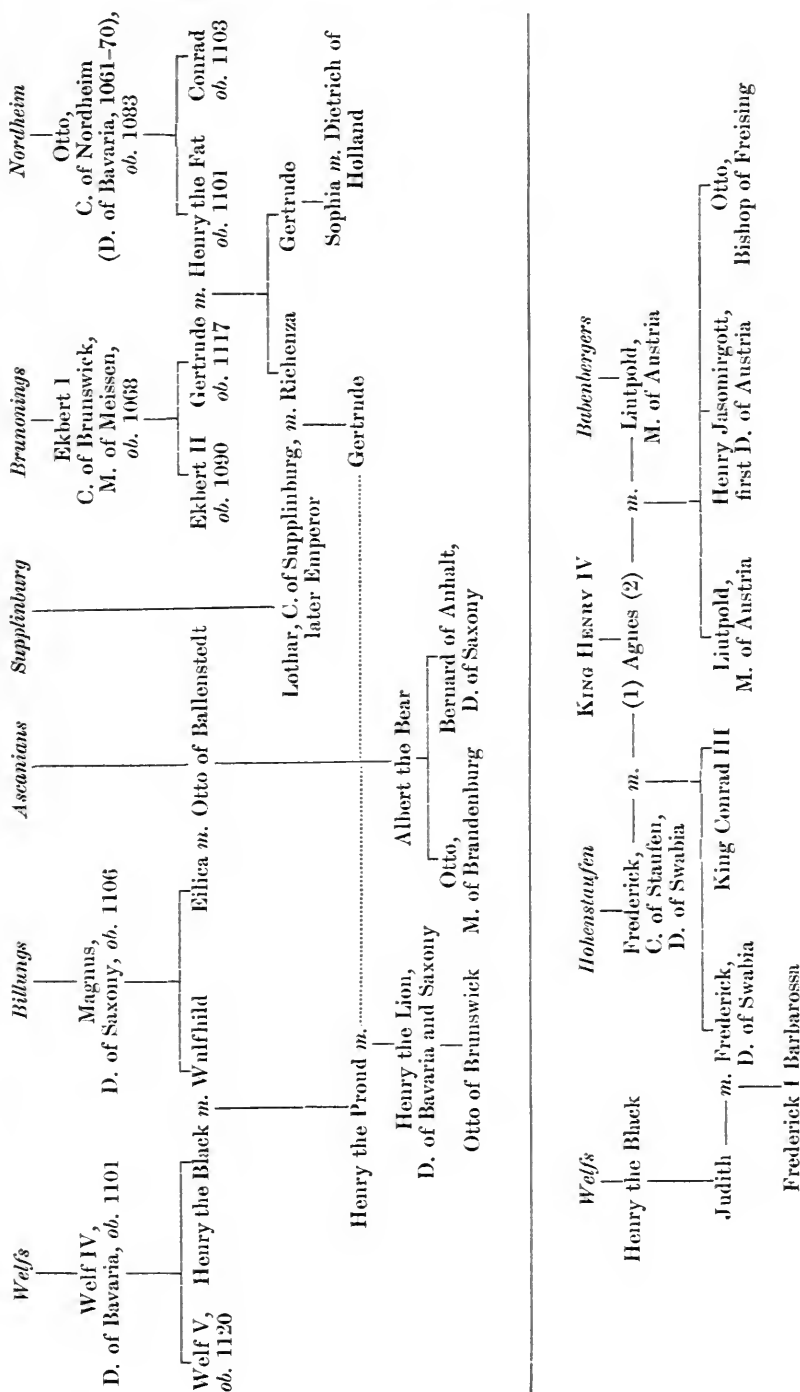 Welfs
Billungs
Ascanians
Supplinburg
Brunonings
Nordheim
Welf IV,
D. of Bavaria, ob. 1101
Magnus,
D. of Saxony, ob. 1106
Ekbert I
C. of Brunswick,
M. of Meissen,
ob. 1068
Otto,
C. of Nordheim
(D. of Bavaria, 1061–70),
ob. 1083
Welf V,
ob. 1120
Henry the Black m. Wulfhild
Eilica m. Otto of Ballenstedt
Ekbert II
ob. 1090
Gertrude m. Henry the Fat
ob. 1117
ob. 1101
Conrad
ob. 1103
Lothar, C. of Supplinburg, m. Richenza
later Emperor
Gertrude
Henry the Proud m.
Gertrude
Sophia m. Dietrich of
Holland
Albert the Bear
Henry the Lion,
D. of Bavaria and Saxony
Otto,
M. of Brandenburg
Bernard of Anhalt,
D. of Saxony
Otto of Brunswick
Welfs
Hohenstaufen
KING HENRY IV
Babenbergers
Henry the Black
Frederick,
C. of Staufen,
D. of Swabia
m.
(1) Agnes (2)
m.
Liutpold,
M. of Austria
Judith
m. Frederick,
D. of Swabia
King Conrad III
Liutpold,
M. of Austria
Henry Jasomirgott,
first D. of Austria
Otto,
Bishop of Freising
Frederick I Barbarossa